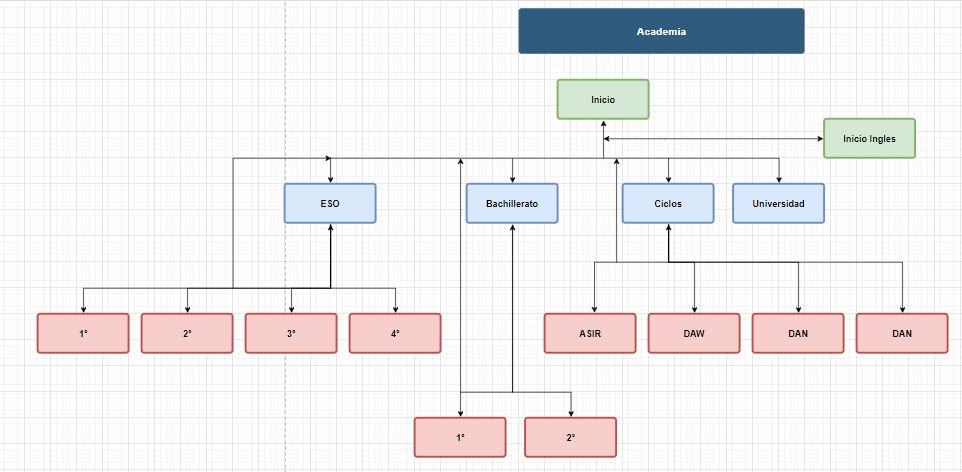 Academia
Inicio
Inicio Ingles
ESO
Bachillerato
Ciclos
Universidad
1°
2°
3°
4°
ASIR
DAW
DAN
DAN
1°
2°